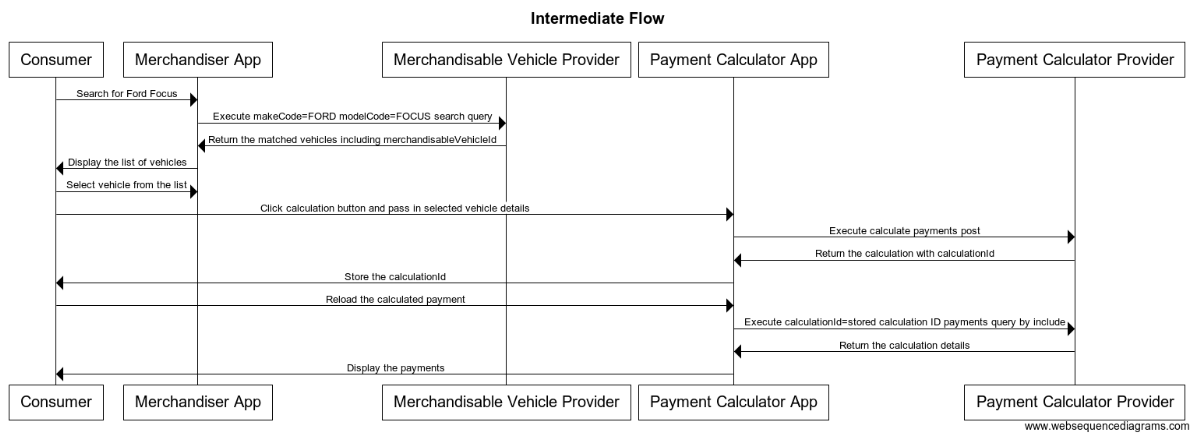 Intermediate Flow
Consumer
Merchandiser App
Merchandisable Vehicle Provider
Payment Calculator App
Payment Calculator Provider
Search for Ford Focus
Execute makeCode=FORD modelCode=FOCUS search query
Return the matched vehicles including merchandisableVehicleId
Display the list of vehicles
Select vehicle from the list
Click calculation button and pass in selected vehicle details
Execute calculate payments post
Return the calculation with calculationId
Store the calculationId
Reload the calculated payment
Execute calculationId=stored calculation ID payments query by include
Return the calculation details
Display the payments
Consumer
Merchandiser App
Merchandisable Vehicle Provider
Payment Calculator App
Payment Calculator Provider
www.websequencediagrams.com